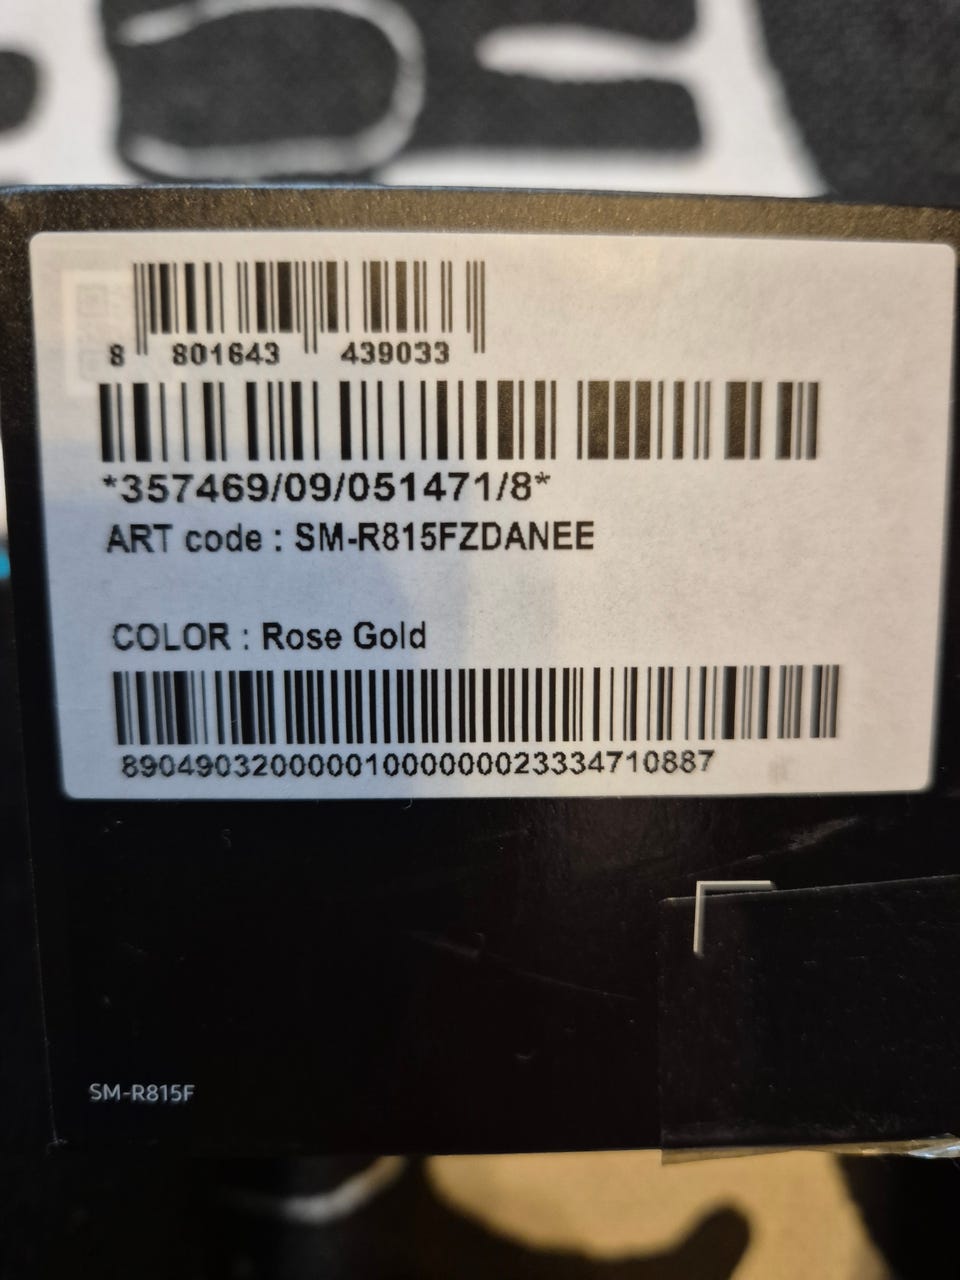 8 801643 439033
*357469/09/051471/8*
ART code : SM-R815FZDANEE
COLOR : Rose Gold
89049032000001000000023334710887
SM-R815F